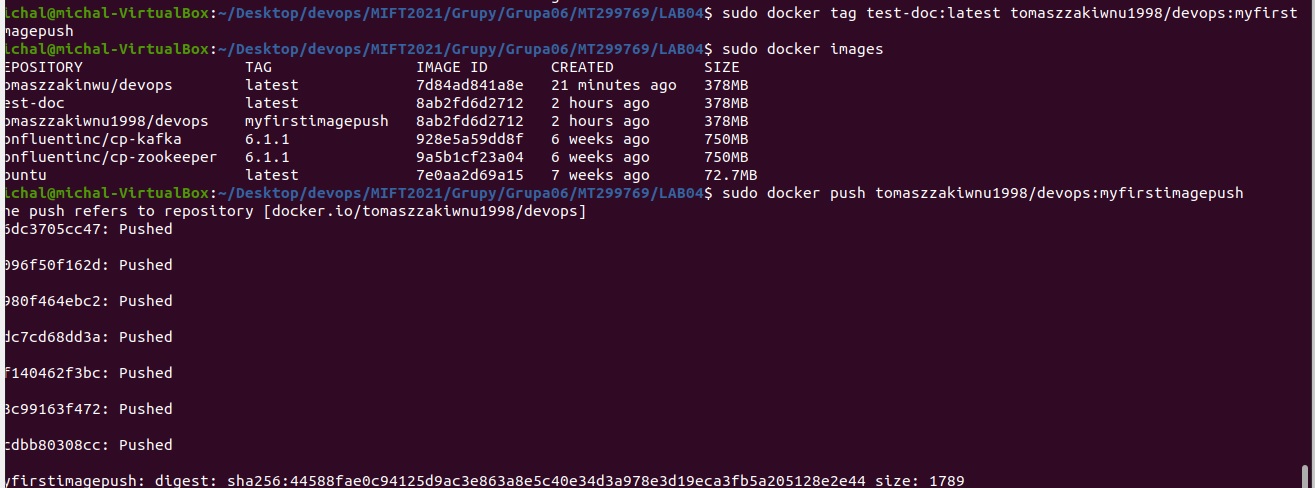 ichal@michal-VirtualBox:~/Desktop/devops/MIFT2021/Grupy/Grupa06/MT299769/LAB04$ sudo docker tag test-doc:latest tomaszzakiwnu1998/devops:myfirst
magepush
ichal@michal-VirtualBox:~/Desktop/devops/MIFT2021/Grupy/Grupa06/MT299769/LAB04$ sudo docker images
EPOSITORY TAG IMAGE ID CREATED SIZE
omaszzakinwu/devops latest 7d84ad841a8e 21 minutes ago 378MB
est-doc latest 8ab2fd6d2712 2 hours ago 378MB
omaszzakiwnu1998/devops myfirstimagepush 8ab2fd6d2712 2 hours ago 378MB
onfluentinc/cp-kafka 6.1.1 928e5a59dd8f 6 weeks ago 750MB
onfluentinc/cp-zookeeper 6.1.1 9a5b1cf23a04 6 weeks ago 750MB
buntu latest 7e0aa2d69a15 7 weeks ago 72.7MB
ichal@michal-VirtualBox:~/Desktop/devops/MIFT2021/Grupy/Grupa06/MT299769/LAB04$ sudo docker push tomaszzakiwnu1998/devops:myfirstimagepush
he push refers to repository [docker.io/tomaszzakiwnu1998/devops]
6dc3705cc47: Pushed
096f50f162d: Pushed
980f464ebc2: Pushed
dc7cd68dd3a: Pushed
f140462f3bc: Pushed
3c99163f472: Pushed
cdbb80308cc: Pushed
yfirstimagepush: digest: sha256:44588fae0c94125d9ac3e863a8e5c40e34d3a978e3d19eca3fb5a205128e2e44 size: 1789